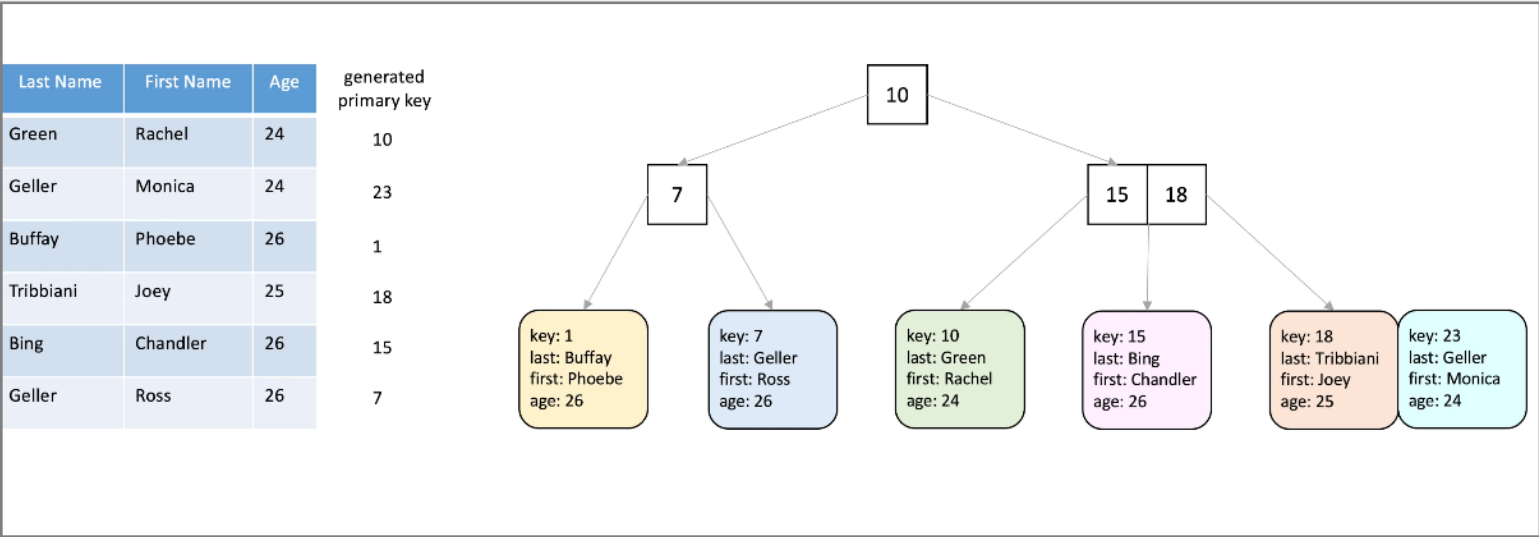 Last Name First Name Age
generated
primary key
Green Rachel 24 10
Geller Monica 24 23
Buffay Phoebe 26 1
Tribbiani Joey 25 18
Bing Chandler 26 15
Geller Ross 26 7
10
7
15 18
key: 1
last: Buffay
first: Phoebe
age: 26
key: 7
last: Geller
first: Ross
age: 26
key: 10
last: Green
first: Rachel
age: 24
key: 15
last: Bing
first: Chandler
age: 26
key: 18
last: Tribbiani
first: Joey
age: 25
key: 23
last: Geller
first: Monica
age: 24